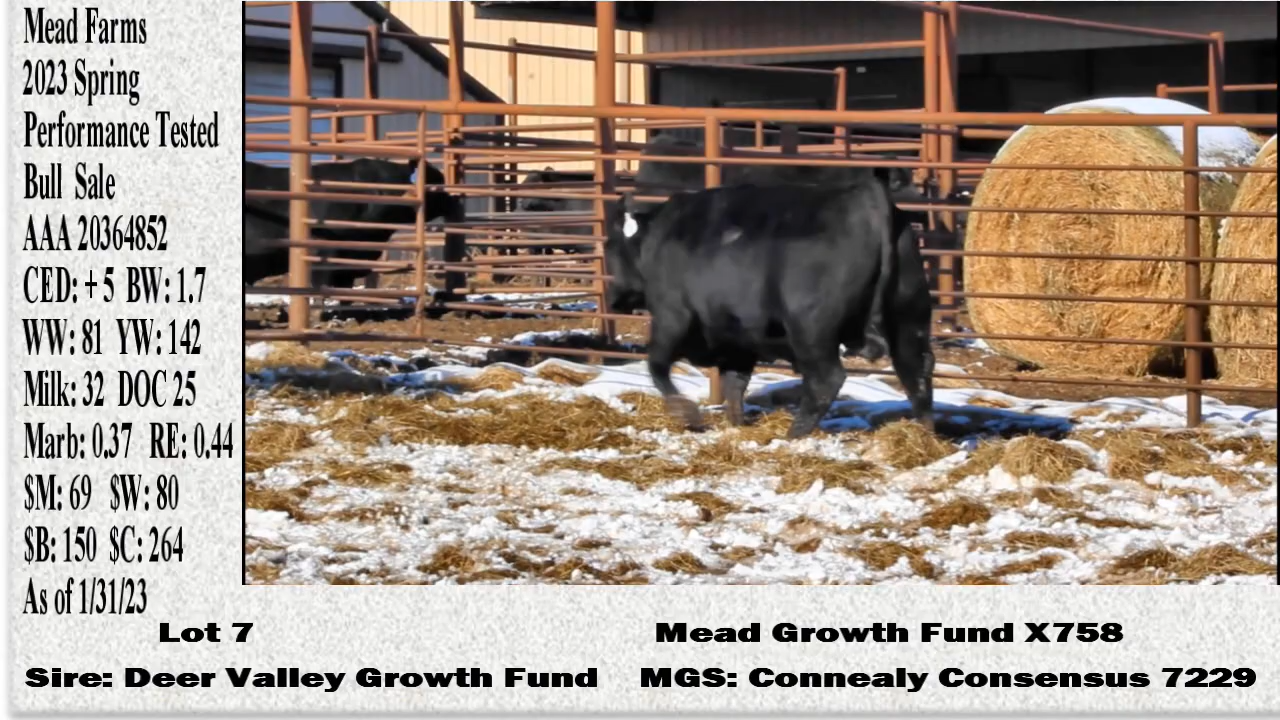 Mead Farms
2023 Spring
Performance Tested
Bull Sale
AAA 20364852
CED: + 5 BW: 1.7
WW: 81 YW: 142
Milk: 32 DOC 25
Marb: 0.37 RE: 0.44
$M: 69 $W: 80
$B: 150 $C: 264
As of 1/31/23
Lot 7 Mead Growth Fund X758
Sire: Deer Valley Growth Fund MGS: Connealy Consensus 7229